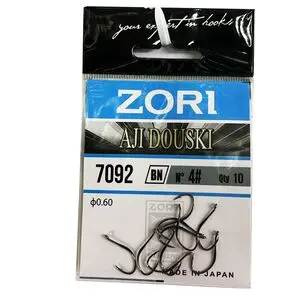 your expert in hooks
ZORI
AJI DOUSKI
7092 BN Nº 4# Qty 10
φ0.60
MADE IN JAPAN